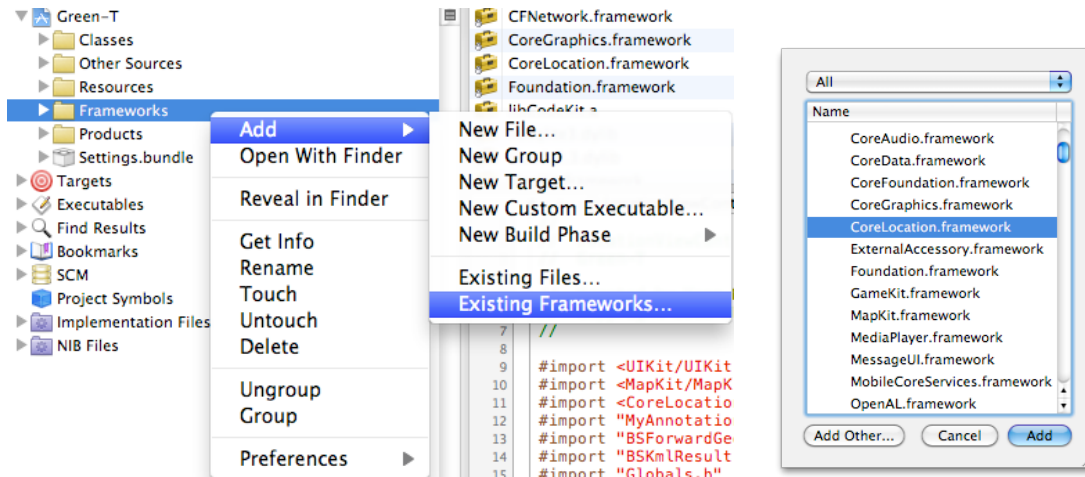 Green-T
Classes
Other Sources
Resources
Frameworks
Products
Settings.bundle
Targets
Executables
Find Results
Bookmarks
SCM
Project Symbols
Implementation Files
NIB Files
Add
Open With Finder
Reveal in Finder
Get Info
Rename
Touch
Untouch
Delete
Ungroup
Group
Preferences
CFNetwork.framework
CoreGraphics.framework
CoreLocation.framework
Foundation.framework
libCodeKit.a
New File...
New Group
New Target...
New Custom Executable...
New Build Phase
Existing Files...
Existing Frameworks...
7 //
8
9 #import <UIKit/UIKit
10 #import <MapKit/MapK
11 #import <CoreLocatio
12 #import "MyAnnotatio
13 #import "BSForwardGe
14 #import "BSKmlResult
15 #import "Globals.h"
All
Name
CoreAudio.framework
CoreData.framework
CoreFoundation.framework
CoreGraphics.framework
CoreLocation.framework
ExternalAccessory.framework
Foundation.framework
GameKit.framework
MapKit.framework
MediaPlayer.framework
MessageUI.framework
MobileCoreServices.framework
OpenAL.framework
Add Other... Cancel Add